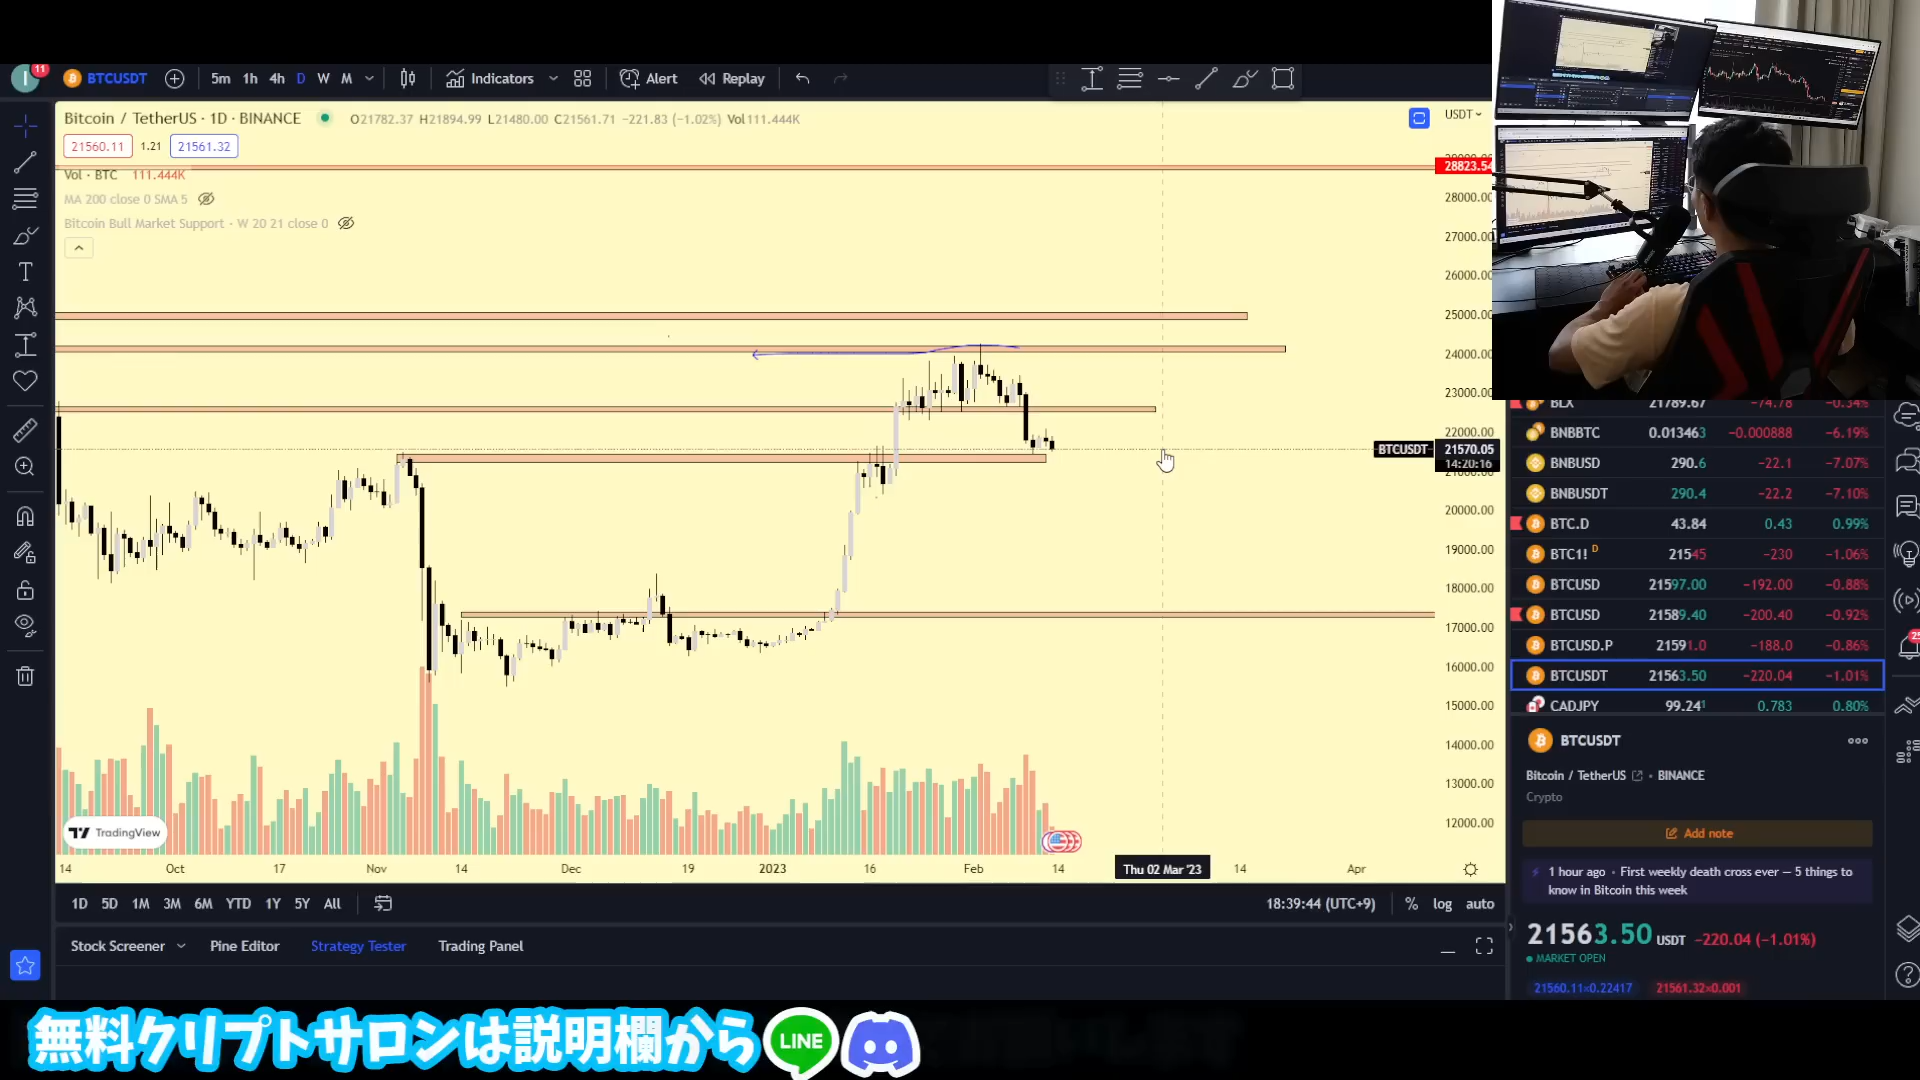 11
BTCUSDT
5m 1h 4h D W M
Indicators
Alert
Replay
Bitcoin / TetherUS · 1D · BINANCE
O21782.37 H21894.99 L21480.00 C21561.71 −221.83 (−1.02%) Vol111.444K
USDT
21560.11
1.21
21561.32
Vol · BTC 111.444K
MA 200 close 0 SMA 5
Bitcoin Bull Market Support · W 20 21 close 0
28823.54
28000.00
27000.00
26000.00
25000.00
24000.00
23000.00
22000.00
BTCUSDT 21570.05
14:20:16
20000.00
19000.00
18000.00
17000.00
16000.00
15000.00
14000.00
13000.00
12000.00
TradingView
14 Oct 17 Nov 14 Dec 19 2023 16 Feb 14 Thu 02 Mar '23 14 Apr
1D 5D 1M 3M 6M YTD 1Y 5Y All
18:39:44 (UTC+9)
% log auto
Stock Screener
Pine Editor
Strategy Tester
Trading Panel
BLX 21789.67 −74.78 −0.34%
BNBBTC 0.013463 −0.000888 −6.19%
BNBUSD 290.6 −22.1 −7.07%
BNBUSDT 290.4 −22.2 −7.10%
BTC.D 43.84 0.43 0.99%
BTC1! D 21545 −230 −1.06%
BTCUSD 21597.00 −192.00 −0.88%
BTCUSD 21589.40 −200.40 −0.92%
BTCUSD.P 21591.0 −188.0 −0.86%
BTCUSDT 21563.50 −220.04 −1.01%
CADJPY 99.241 0.783 0.80%
BTCUSDT
Bitcoin / TetherUS • BINANCE
Crypto
Add note
1 hour ago • First weekly death cross ever — 5 things to
know in Bitcoin this week
21563.50 USDT −220.04 (−1.01%)
MARKET OPEN
21560.11×0.22417
21561.32×0.001
無料クリプトサロンは説明欄から
LINE